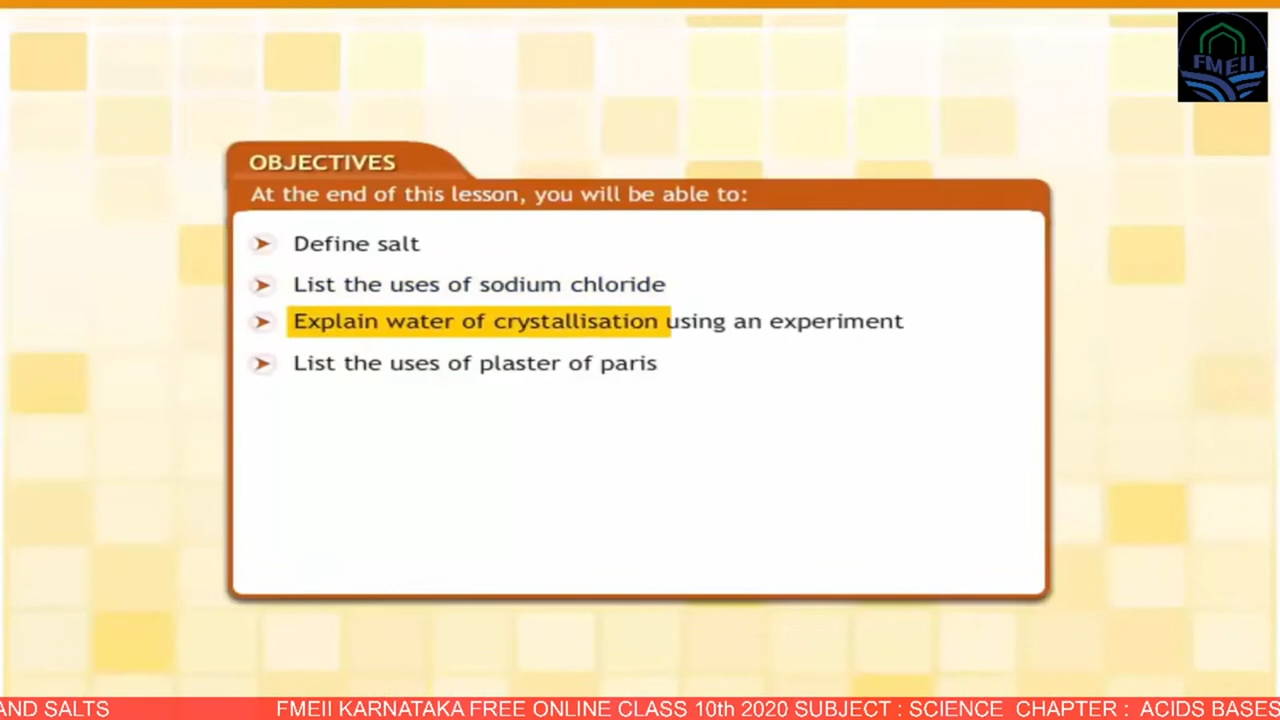 FMEII
OBJECTIVES
At the end of this lesson, you will be able to:
Define salt
List the uses of sodium chloride
Explain water of crystallisation using an experiment
List the uses of plaster of paris
AND SALTS FMEII KARNATAKA FREE ONLINE CLASS 10th 2020 SUBJECT : SCIENCE CHAPTER : ACIDS BASES